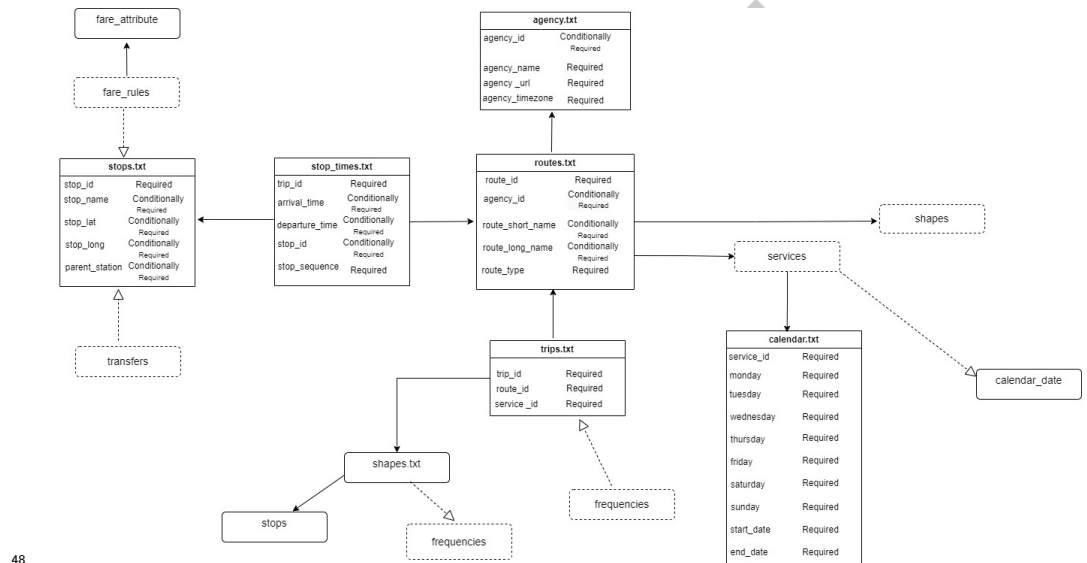 fare_attribute
fare_rules
agency.txt
agency_id Conditionally
Required
agency_name Required
agency _url Required
agency_timezone Required
stops.txt
stop_id Required
stop_name Conditionally
Required
stop_lat Conditionally
Required
stop_long Conditionally
Required
parent_station Conditionally
Required
stop_times.txt
trip_id Required
arrival_time Conditionally
Required
departure_time Conditionally
Required
stop_id Conditionally
Required
stop_sequence Required
routes.txt
route_id Required
agency_id Conditionally
Required
route_short_name Conditionally
Required
route_long_name Conditionally
Required
route_type Required
shapes
services
transfers
trips.txt
trip_id Required
route_id Required
service _id Required
calendar.txt
service_id Required
monday Required
tuesday Required
wednesday Required
thursday Required
friday Required
saturday Required
sunday Required
start_date Required
end_date Required
calendar_date
shapes.txt
frequencies
stops
frequencies
48